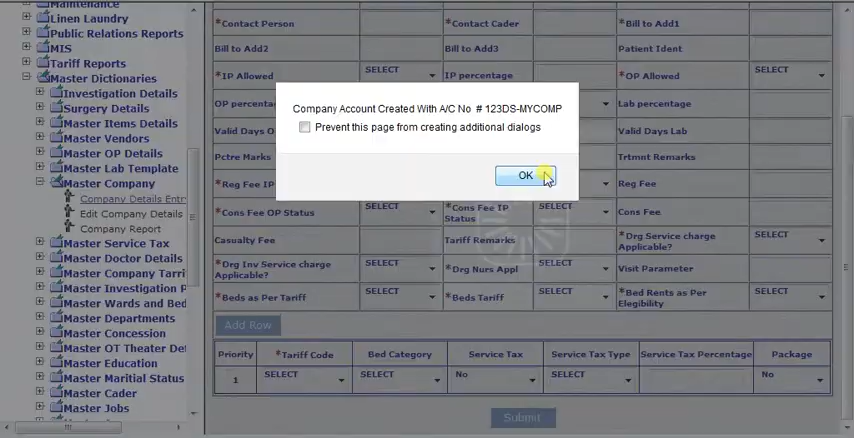 Maintenance
Linen Laundry
Public Relations Reports
MIS
Tariff Reports
Master Dictionaries
Investigation Details
Surgery Details
Master Items Details
Master Vendors
Master OP Details
Master Lab Template
Master Company
Company Details Entr
Edit Company Details
Company Report
Master Service Tax
Master Doctor Details
Master Company Tarri
Master Investigation P
Master Wards and Bed
Master Departments
Master Concession
Master OT Theater Det
Master Education
Master Maritial Status
Master Cader
Master Jobs
*Contact Person *Contact Cader *Bill to Add1
Bill to Add2 Bill to Add3 Patient Ident
*IP Allowed SELECT IP percentage *OP Allowed SELECT
OP percenta Lab percentage
Valid Days O Valid Days Lab
Pctre Marks Trtmnt Remarks
*Reg Fee IP Reg Fee
*Cons Fee OP Status SELECT *Cons Fee IP Status SELECT Cons Fee
Casualty Fee Tariff Remarks *Drg Service charge Applicable? SELECT
*Drg Inv Service charge Applicable? SELECT *Drg Nurs Appl SELECT Visit Parameter
*Beds as Per Tariff SELECT *Beds Tariff SELECT *Bed Rents as Per Elegibility SELECT
Add Row
Priority *Tariff Code Bed Category Service Tax Service Tax Type Service Tax Percentage Package
1 SELECT SELECT No SELECT No
Submit
Company Account Created With A/C No # 123DS-MYCOMP
Prevent this page from creating additional dialogs
OK